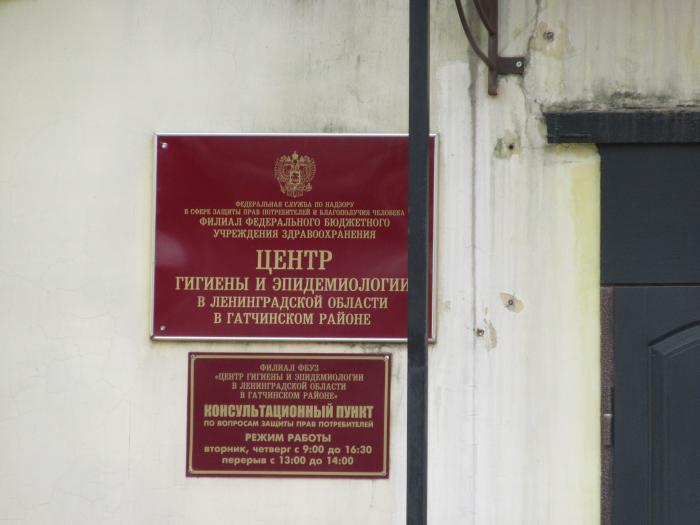 ФЕДЕРАЛЬНАЯ СЛУЖБА ПО НАДЗОРУ
В СФЕРЕ ЗАЩИТЫ ПРАВ ПОТРЕБИТЕЛЕЙ И БЛАГОПОЛУЧИЯ ЧЕЛОВЕКА
ФИЛИАЛ ФЕДЕРАЛЬНОГО БЮДЖЕТНОГО
УЧРЕЖДЕНИЯ ЗДРАВООХРАНЕНИЯ
ЦЕНТР
ГИГИЕНЫ И ЭПИДЕМИОЛОГИИ
В ЛЕНИНГРАДСКОЙ ОБЛАСТИ
В ГАТЧИНСКОМ РАЙОНЕ
ФИЛИАЛ ФБУЗ
«ЦЕНТР ГИГИЕНЫ И ЭПИДЕМИОЛОГИИ
В ЛЕНИНГРАДСКОЙ ОБЛАСТИ
В ГАТЧИНСКОМ РАЙОНЕ»
КОНСУЛЬТАЦИОННЫЙ ПУНКТ
ПО ВОПРОСАМ ЗАЩИТЫ ПРАВ ПОТРЕБИТЕЛЕЙ
РЕЖИМ РАБОТЫ
вторник, четверг с 9:00 до 16:30
перерыв с 13:00 до 14:00